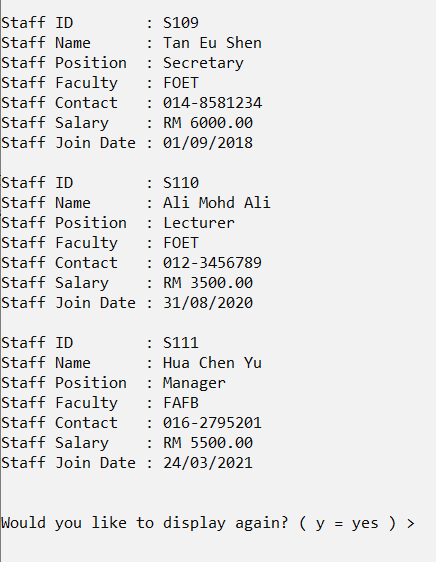 Staff ID : S109
Staff Name : Tan Eu Shen
Staff Position : Secretary
Staff Faculty : FOET
Staff Contact : 014-8581234
Staff Salary : RM 6000.00
Staff Join Date : 01/09/2018
Staff ID : S110
Staff Name : Ali Mohd Ali
Staff Position : Lecturer
Staff Faculty : FOET
Staff Contact : 012-3456789
Staff Salary : RM 3500.00
Staff Join Date : 31/08/2020
Staff ID : S111
Staff Name : Hua Chen Yu
Staff Position : Manager
Staff Faculty : FAFB
Staff Contact : 016-2795201
Staff Salary : RM 5500.00
Staff Join Date : 24/03/2021
Would you like to display again? ( y = yes ) >